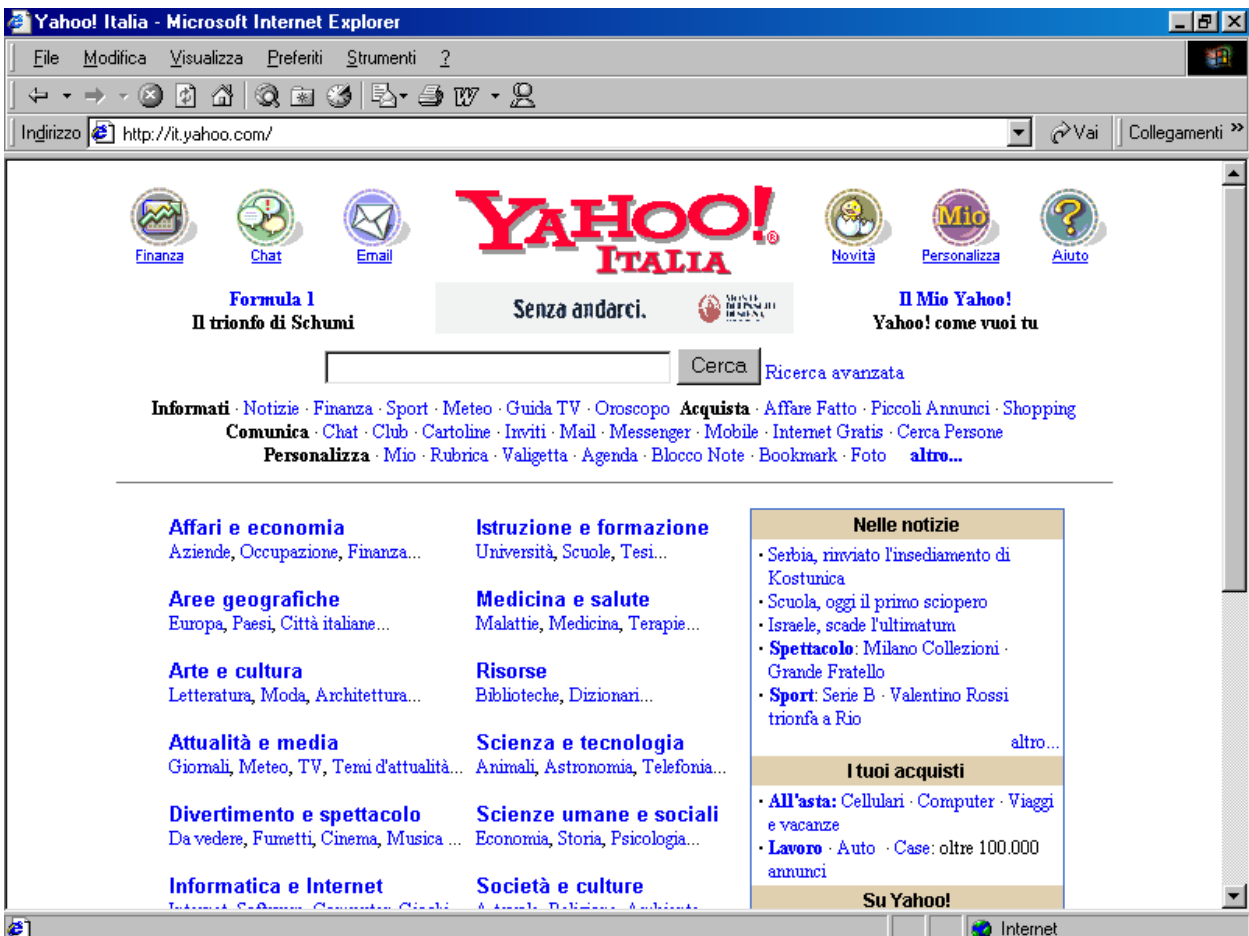 Yahoo! Italia - Microsoft Internet Explorer
File Modifica Visualizza Preferiti Strumenti ?
Indirizzo http://it.yahoo.com/ Vai Collegamenti »
YAHOO! ®
ITALIA
Finanza Chat Email Mio Novità Personalizza Aiuto
Formula 1
Il trionfo di Schumi
Senza andarci.
Il Mio Yahoo!
Yahoo! come vuoi tu
Cerca Ricerca avanzata
Informati · Notizie · Finanza · Sport · Meteo · Guida TV · Oroscopo Acquista · Affare Fatto · Piccoli Annunci · Shopping
Comunica · Chat · Club · Cartoline · Inviti · Mail · Messenger · Mobile · Internet Gratis · Cerca Persone
Personalizza · Mio · Rubrica · Valigetta · Agenda · Blocco Note · Bookmark · Foto altro...
Affari e economia
Aziende, Occupazione, Finanza...
Aree geografiche
Europa, Paesi, Città italiane...
Arte e cultura
Letteratura, Moda, Architettura...
Attualità e media
Giornali, Meteo, TV, Temi d'attualità...
Divertimento e spettacolo
Da vedere, Fumetti, Cinema, Musica ...
Informatica e Internet
Istruzione e formazione
Università, Scuole, Tesi...
Medicina e salute
Malattie, Medicina, Terapie...
Risorse
Biblioteche, Dizionari...
Scienza e tecnologia
Animali, Astronomia, Telefonia...
Scienze umane e sociali
Economia, Storia, Psicologia...
Società e culture
Nelle notizie
· Serbia, rinviato l'insediamento di
Kostunica
· Scuola, oggi il primo sciopero
· Israele, scade l'ultimatum
· Spettacolo: Milano Collezioni ·
Grande Fratello
· Sport: Serie B · Valentino Rossi
trionfa a Rio
altro...
I tuoi acquisti
· All'asta: Cellulari · Computer · Viaggi
e vacanze
· Lavoro · Auto · Case: oltre 100.000
annunci
Su Yahoo!
Internet